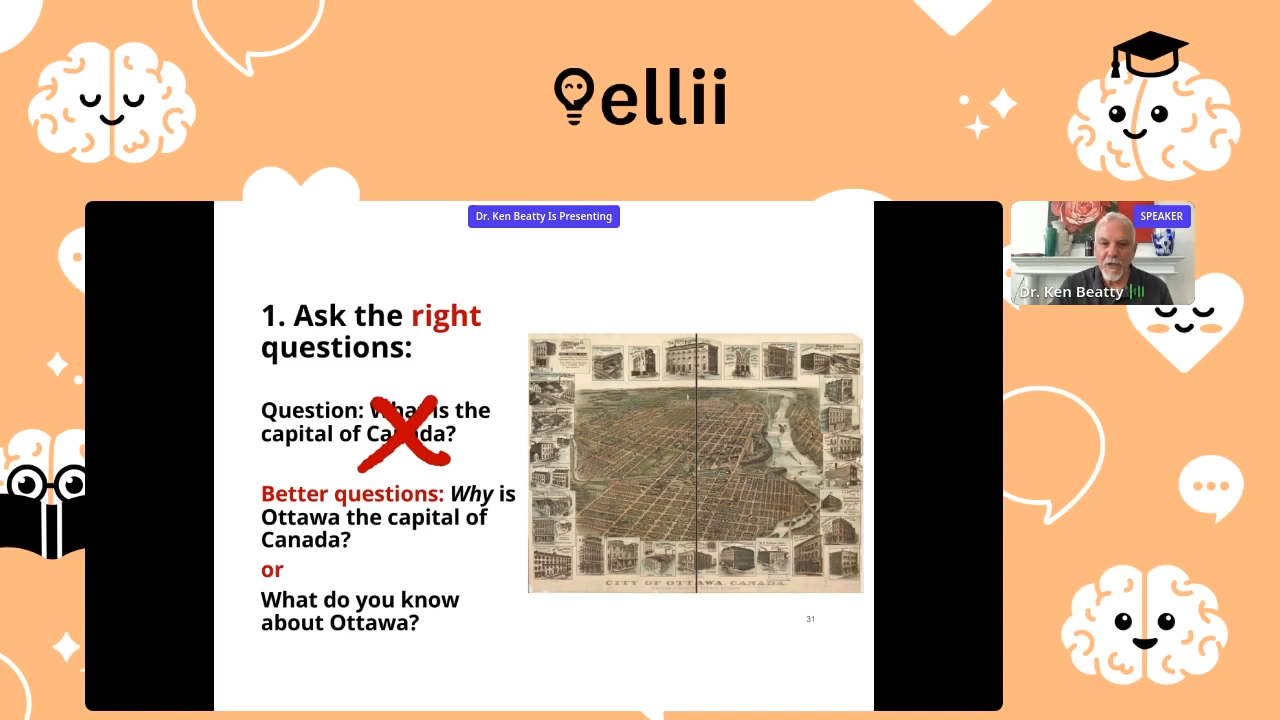 ellii
Dr. Ken Beatty Is Presenting
SPEAKER
Dr. Ken Beatty
1. Ask the right
questions:
Question: What is the
capital of Canada?
Better questions: Why is
Ottawa the capital of
Canada?
or
What do you know
about Ottawa?
CITY OF OTTAWA, CANADA.
31